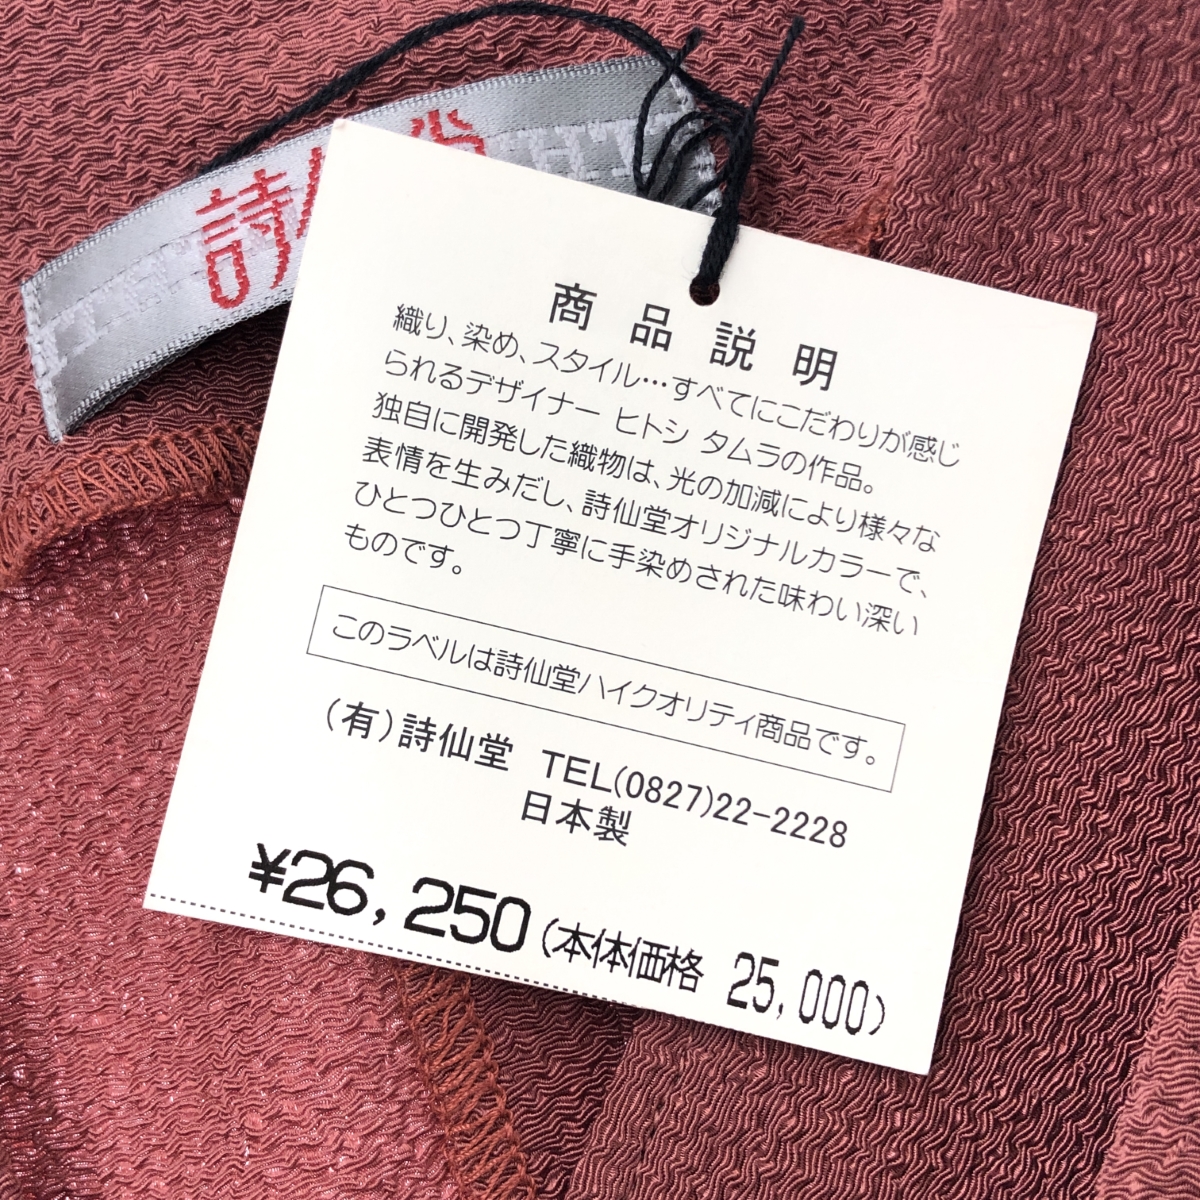 詩仙堂
商品説明
織り、染め、スタイル…すべてにこだわりが感じ
られるデザイナー ヒトシ タムラの作品。
独自に開発した織物は、光の加減により様々な
表情を生みだし、詩仙堂オリジナルカラーで、
ひとつひとつ丁寧に手染めされた味わい深い
ものです。
このラベルは詩仙堂ハイクオリティ商品です。
(有)詩仙堂 TEL(0827)22-2228
日本製
¥26,250(本体価格 25,000)